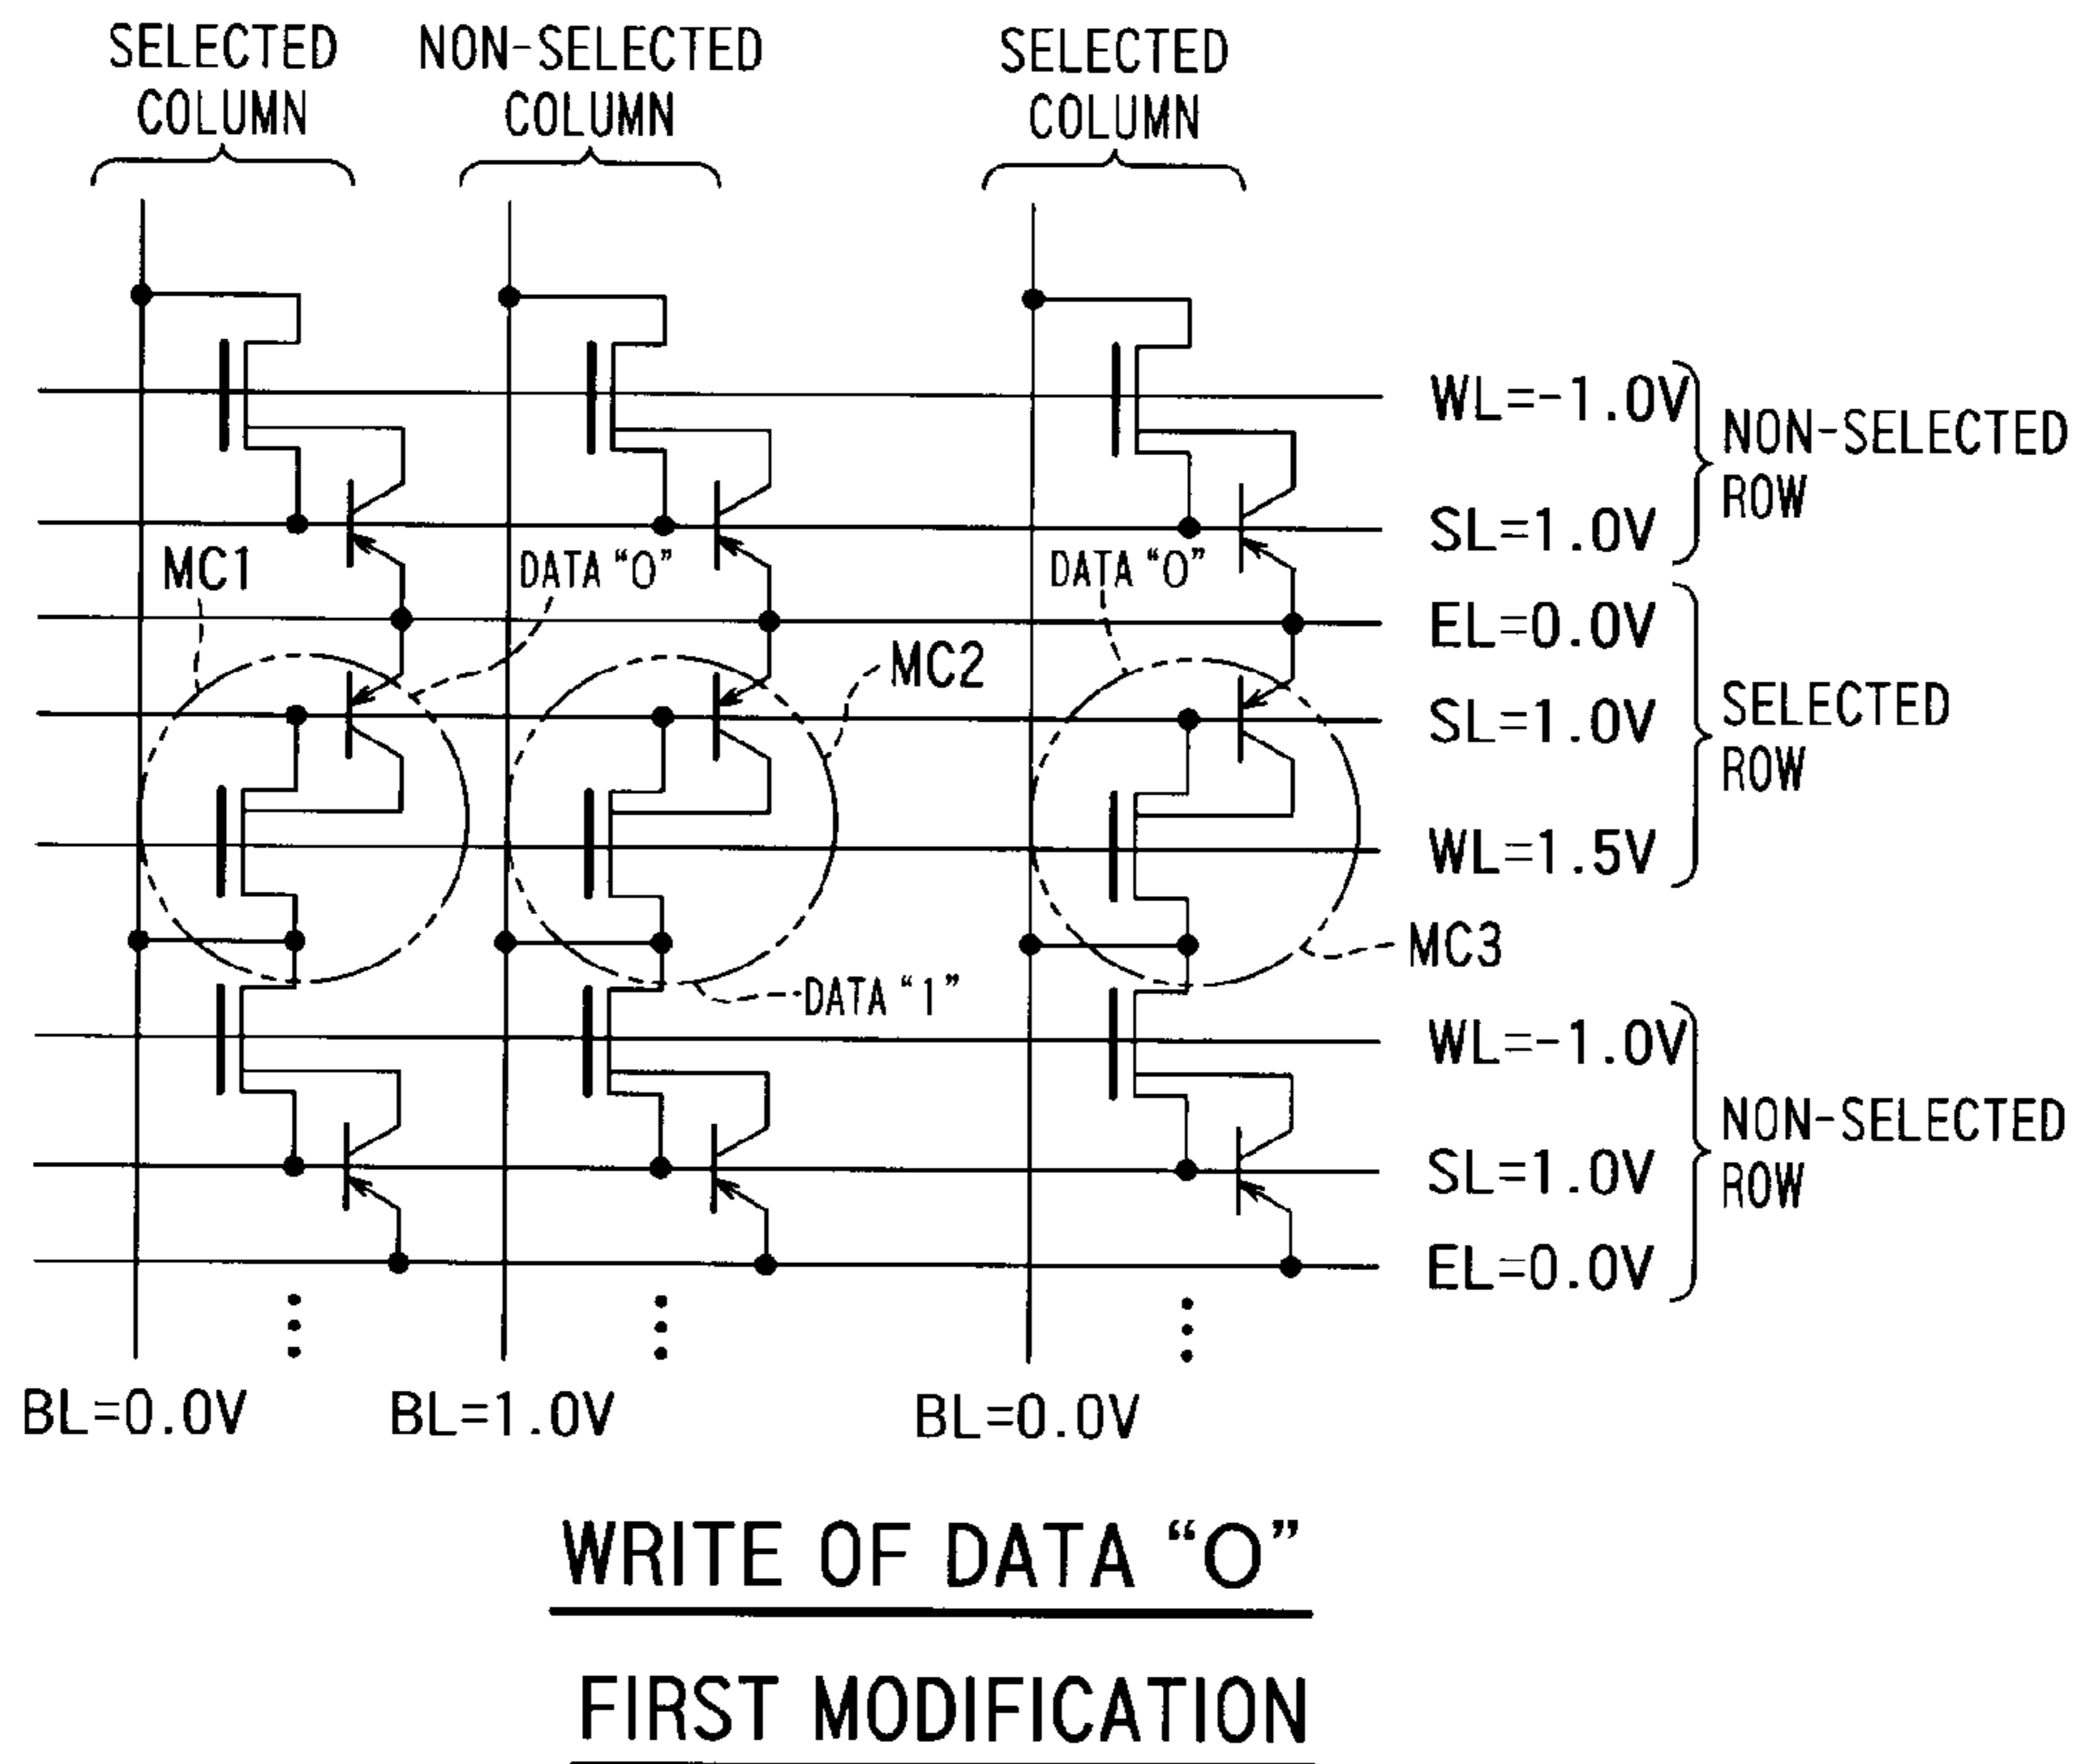 SELECTED
COLUMN
NON-SELECTED
COLUMN
SELECTED
COLUMN
WL=-1.0V
NON-SELECTED
ROW
SL=1.0V
MC1
DATA "0"
DATA "0"
EL=0.0V
MC2
SL=1.0V
SELECTED
ROW
WL=1.5V
MC3
DATA "1"
WL=-1.0V
NON-SELECTED
ROW
SL=1.0V
EL=0.0V
BL=0.0V
BL=1.0V
BL=0.0V
WRITE OF DATA "0"
FIRST MODIFICATION